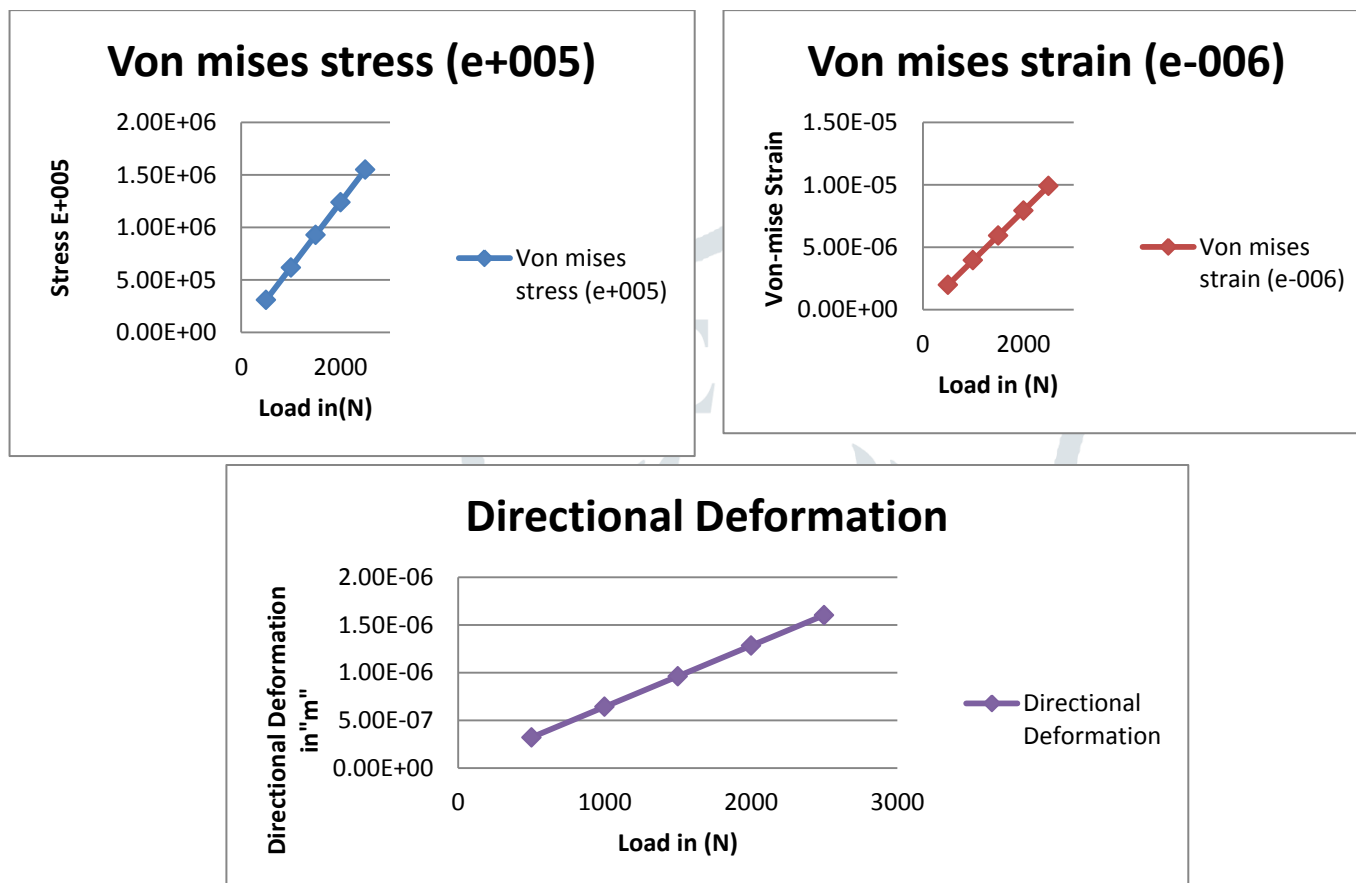 Von mises stress (e+005)
2.00E+06
1.50E+06
1.00E+06
5.00E+05
0.00E+00
Stress E+005
0 2000
Load in(N)
Von mises
stress (e+005)
Von mises strain (e-006)
1.50E-05
1.00E-05
5.00E-06
0.00E+00
Von-mise Strain
0 2000
Load in (N)
Von mises
strain (e-006)
Directional Deformation
2.00E-06
1.50E-06
1.00E-06
5.00E-07
0.00E+00
Directional Deformation
in"m"
0 1000 2000 3000
Load in (N)
Directional
Deformation